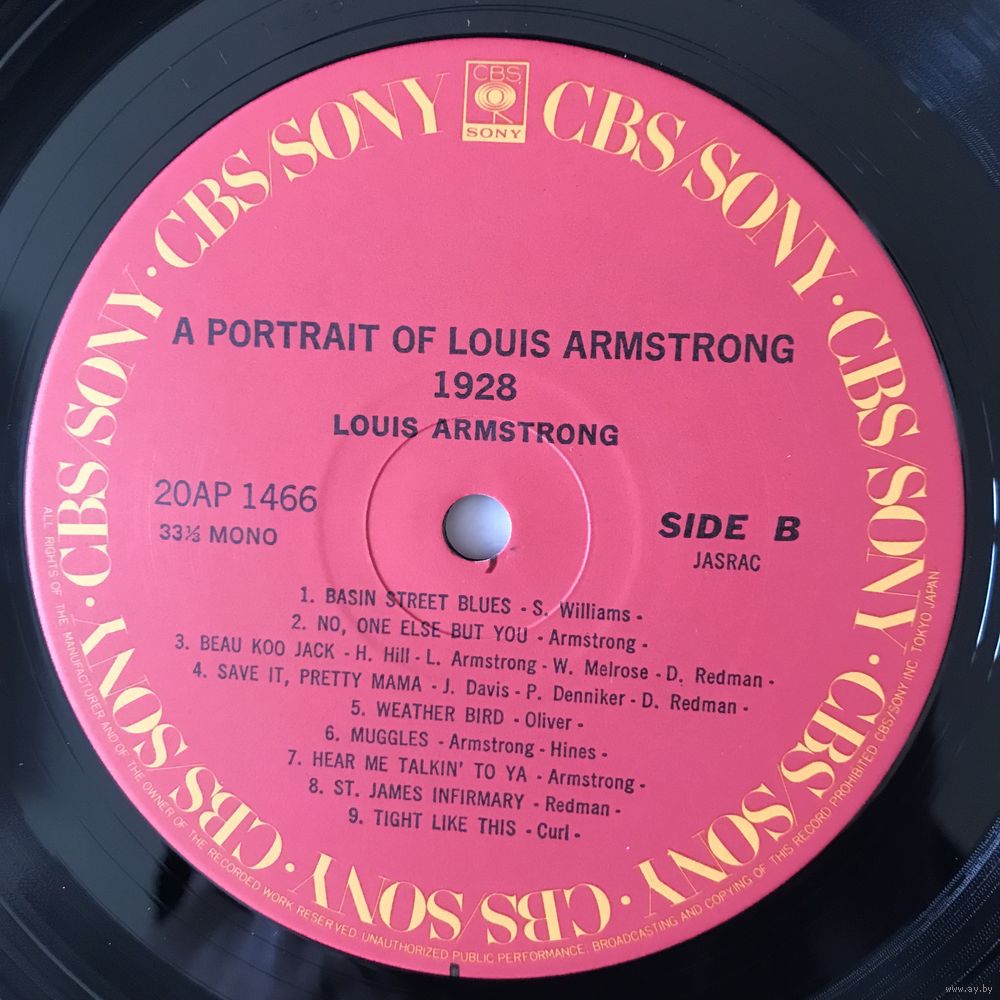 CBS
SONY
CBS/SONY · CBS/SONY · CBS/SONY · CBS/SONY · CBS/SONY · CBS/SONY · CBS/SONY · CBS/SONY
A PORTRAIT OF LOUIS ARMSTRONG
1928
LOUIS ARMSTRONG
20AP 1466
33⅓ MONO
SIDE B
JASRAC
1. BASIN STREET BLUES - S. Williams -
2. NO, ONE ELSE BUT YOU - Armstrong -
3. BEAU KOO JACK - H. Hill - L. Armstrong - W. Melrose - D. Redman -
4. SAVE IT, PRETTY MAMA - J. Davis - P. Denniker - D. Redman -
5. WEATHER BIRD - Oliver -
6. MUGGLES - Armstrong - Hines -
7. HEAR ME TALKIN' TO YA - Armstrong -
8. ST. JAMES INFIRMARY - Redman -
9. TIGHT LIKE THIS - Curl -
ALL RIGHTS OF THE MANUFACTURER AND OF THE OWNER OF THE RECORDED WORK RESERVED UNAUTHORIZED PUBLIC PERFORMANCE, BROADCASTING AND COPYING OF THIS RECORD PROHIBITED CBS/SONY INC TOKYO JAPAN
www.ay.by